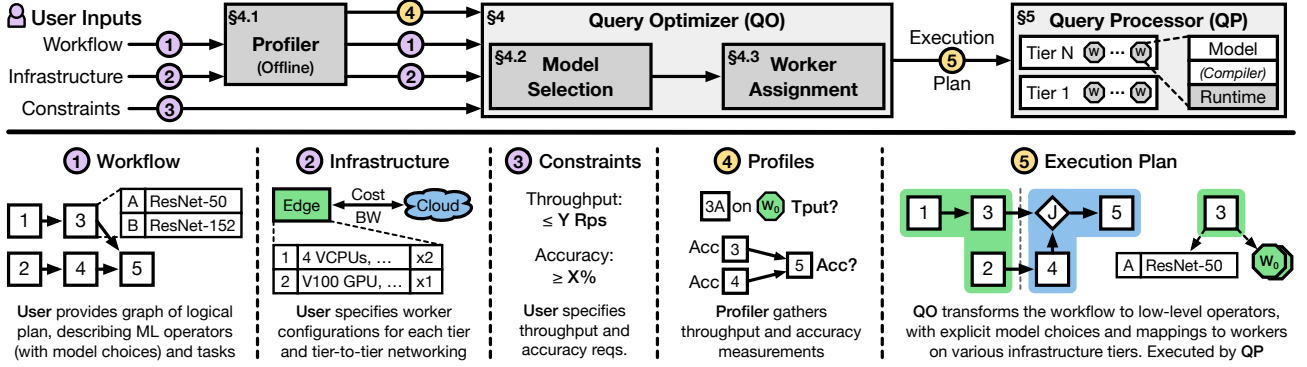 User Inputs
Workflow
Infrastructure
Constraints
1
2
3
§4.1
Profiler
(Offline)
4
1
2
§4
Query Optimizer (QO)
§4.2
Model
Selection
§4.3
Worker
Assignment
Execution
5
Plan
§5
Query Processor (QP)
Tier N W ... W
Tier 1 W ... W
Model
(Compiler)
Runtime
1 Workflow
1 3
2 4 5
A ResNet-50
B ResNet-152
User provides graph of logical
plan, describing ML operators
(with model choices) and tasks
2 Infrastructure
Edge Cost Cloud
BW
1 4 VCPUs, ... x2
2 V100 GPU, ... x1
User specifies worker
configurations for each tier
and tier-to-tier networking
3 Constraints
Throughput:
≤ Y Rps
Accuracy:
≥ X%
User specifies
throughput and
accuracy reqs.
4 Profiles
3A on W0 Tput?
Acc 3
5 Acc?
Acc 4
Profiler gathers
throughput and accuracy
measurements
5 Execution Plan
1 3 J 5
2 4
3
A ResNet-50
W0
QO transforms the workflow to low-level operators,
with explicit model choices and mappings to workers
on various infrastructure tiers. Executed by QP